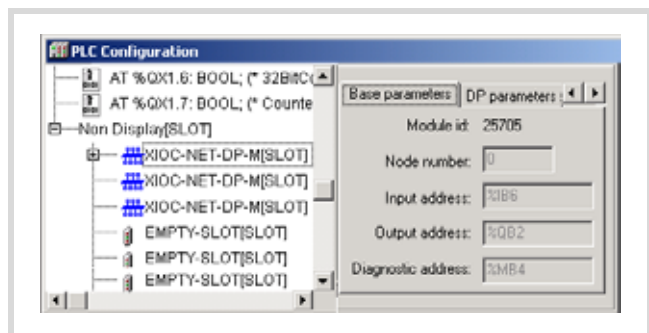 PLC Configuration
AT %QX1.6: BOOL; (* 32BitCo
AT %QX1.7: BOOL; (* Counte
Non Display[SLOT]
XIOC-NET-DP-M[SLOT]
XIOC-NET-DP-M[SLOT]
XIOC-NET-DP-M[SLOT]
EMPTY-SLOT[SLOT]
EMPTY-SLOT[SLOT]
EMPTY-SLOT[SLOT]
Base parameters
DP parameters
Module id: 25705
Node number: 0
Input address: %IB6
Output address: %QB2
Diagnostic address: %MB4